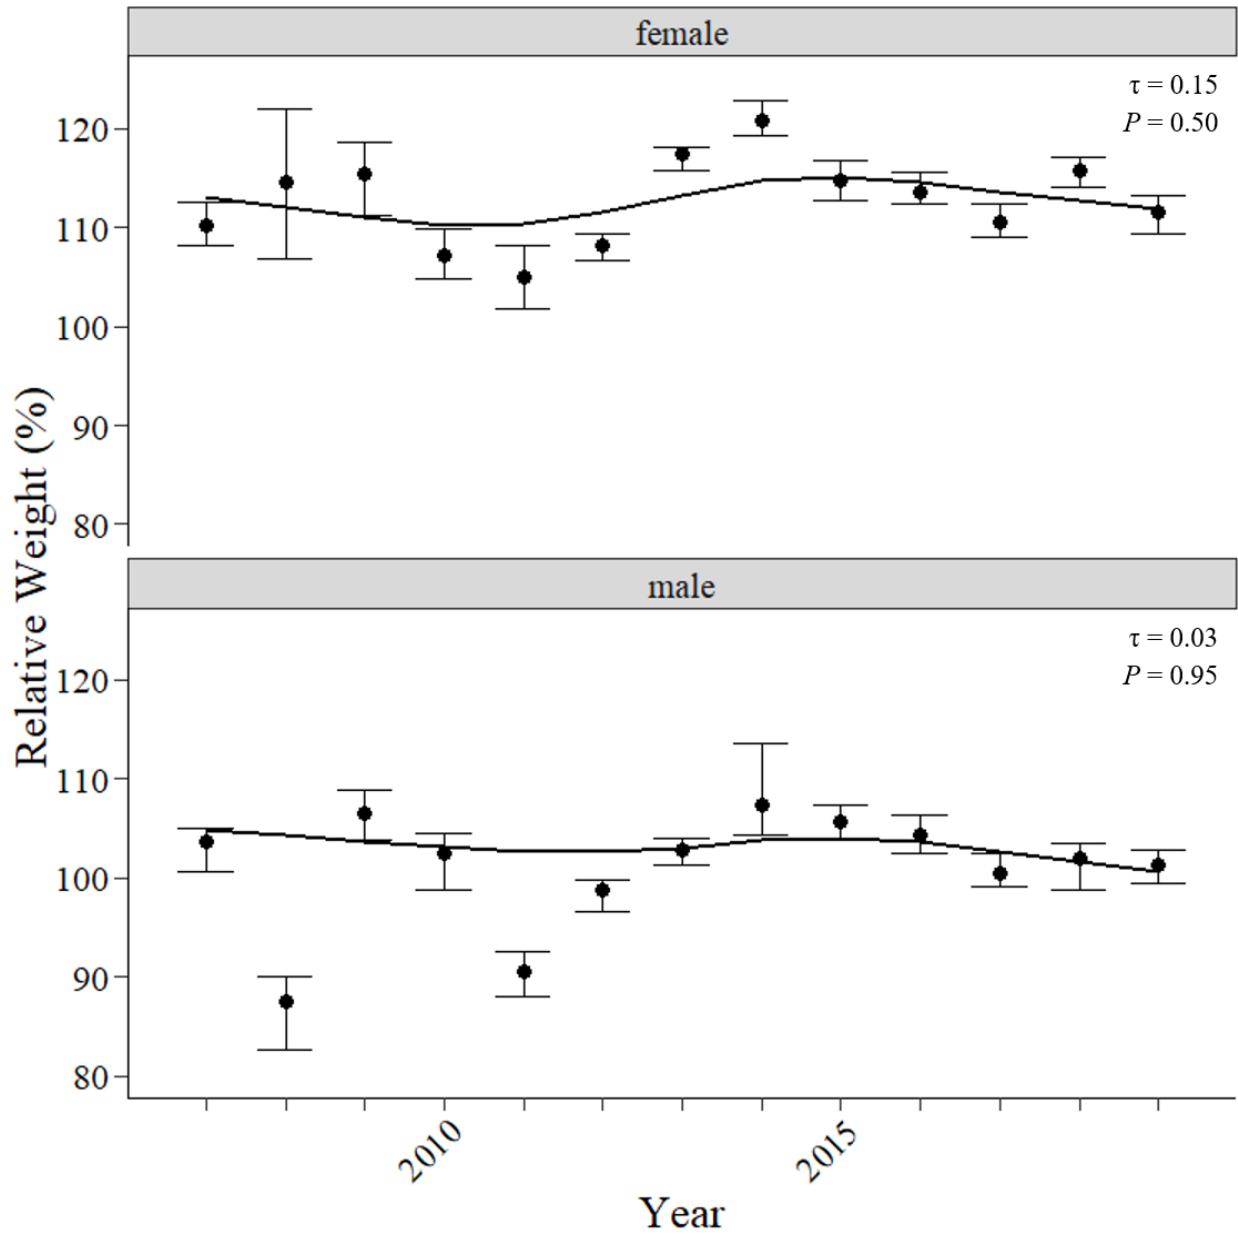 female
τ = 0.15
P = 0.50
120
110
100
90
80
Relative Weight (%)
male
τ = 0.03
P = 0.95
120
110
100
90
80
2010
2015
Year